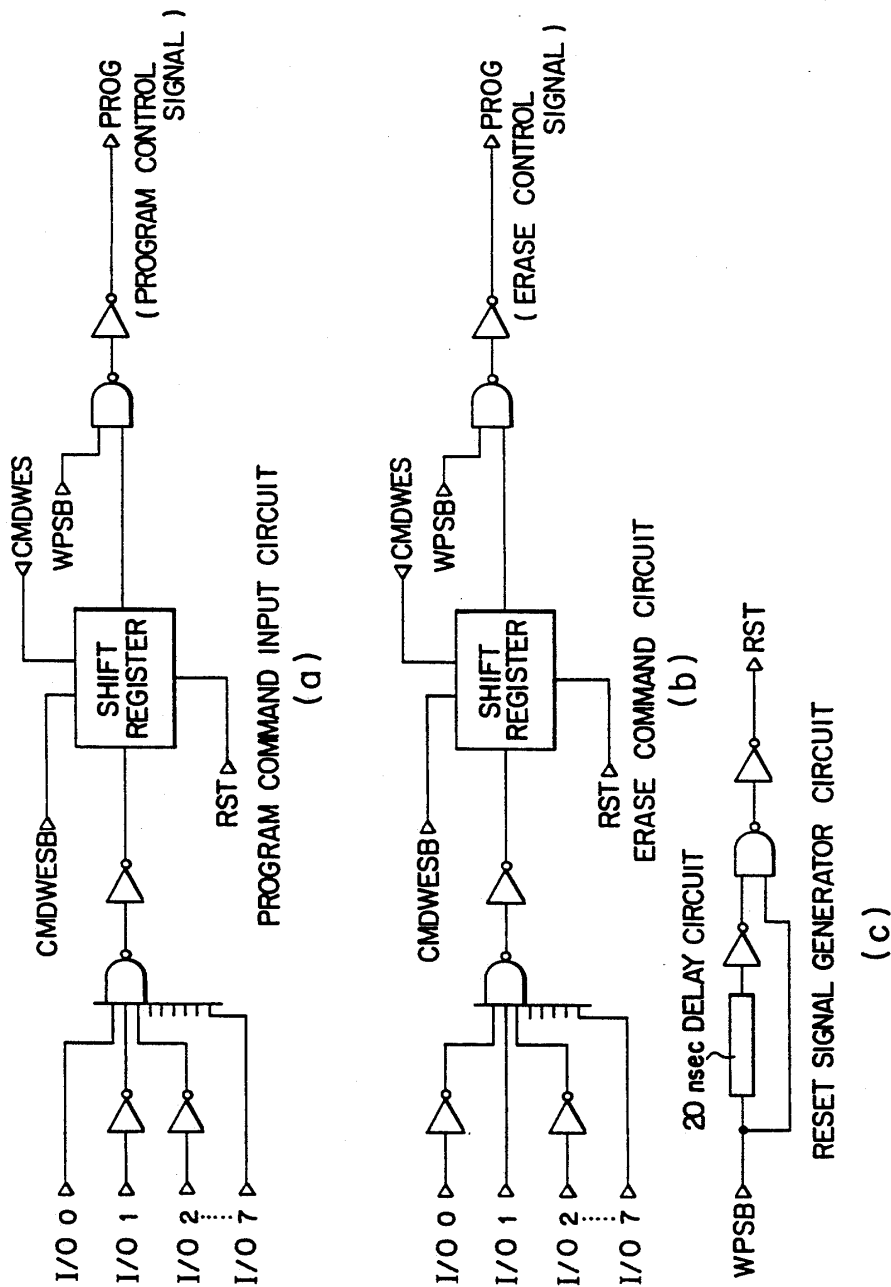 I/O 0
I/O 1
I/O 2
7
CMDWESB
SHIFT
REGISTER
CMDWES
RST
WPSB
PROG
(PROGRAM CONTROL
SIGNAL)
PROGRAM COMMAND INPUT CIRCUIT
(a)
I/O 0
I/O 1
I/O 2
I/O 7
CMDWESB
SHIFT
REGISTER
CMDWES
RST
WPSB
PROG
(ERASE CONTROL
SIGNAL)
ERASE COMMAND CIRCUIT
(b)
WPSB
20 nsec DELAY CIRCUIT
RST
RESET SIGNAL GENERATOR CIRCUIT
(c)